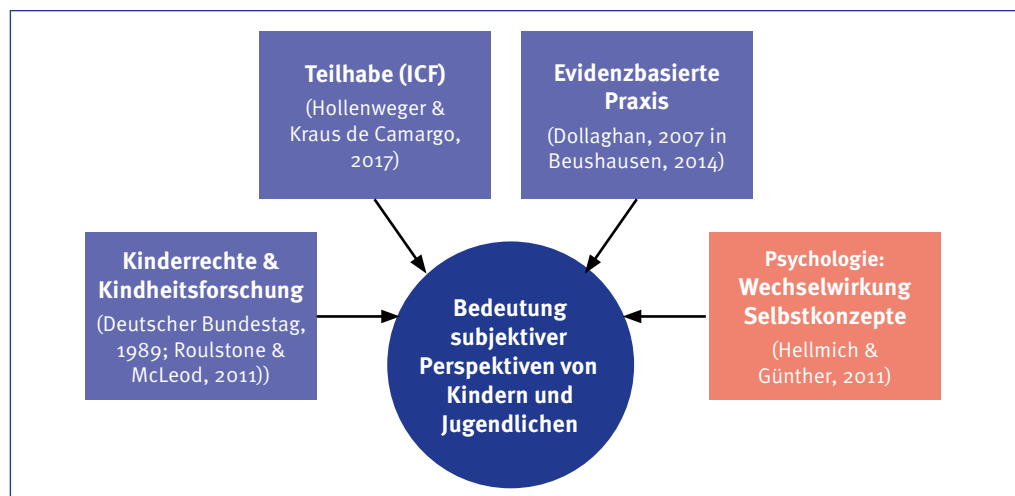 Teilhabe (ICF)
(Hollenweger &
Kraus de Camargo,
2017)
Evidenzbasierte
Praxis
(Dollaghan, 2007 in
Beushausen, 2014)
Kinderrechte &
Kindheitsforschung
(Deutscher Bundestag,
1989; Roulstone &
McLeod, 2011))
Bedeutung
subjektiver
Perspektiven von
Kindern und
Jugendlichen
Psychologie:
Wechselwirkung
Selbstkonzepte
(Hellmich &
Günther, 2011)